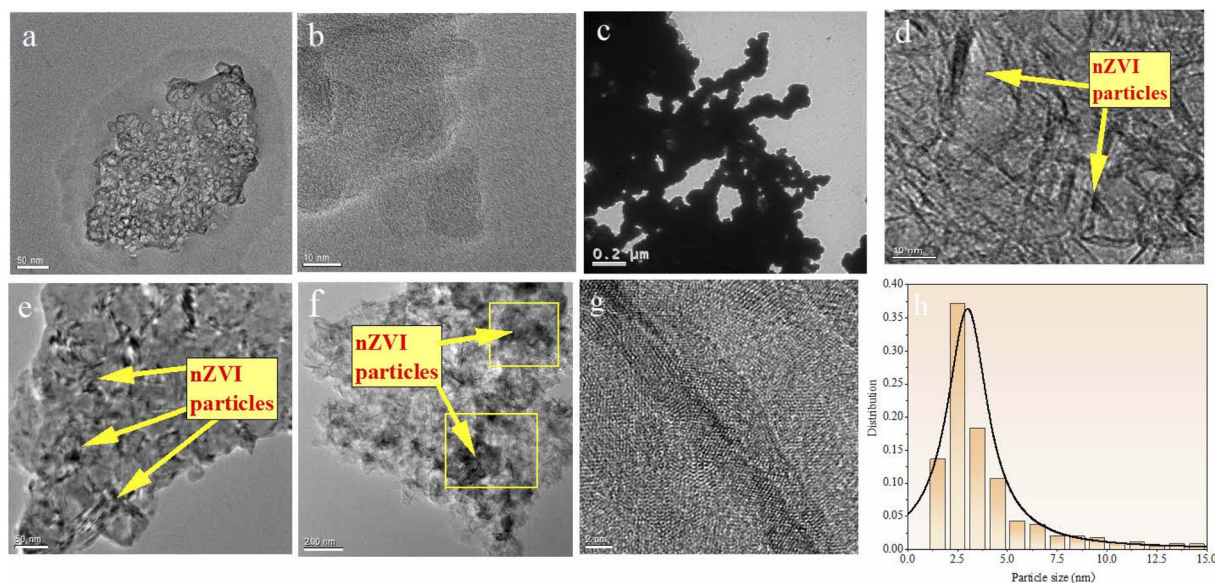 a
50 nm
b
10 nm
c
0.2 µm
d
nZVI
particles
10 nm
e
nZVI
particles
50 nm
f
nZVI
particles
200 nm
g
2 nm
h
0.40
0.35
0.30
0.25
0.20
0.15
0.10
0.05
0.00
Distribution
0.0 2.5 5.0 7.5 10.0 12.5 15.0
Particle size (nm)